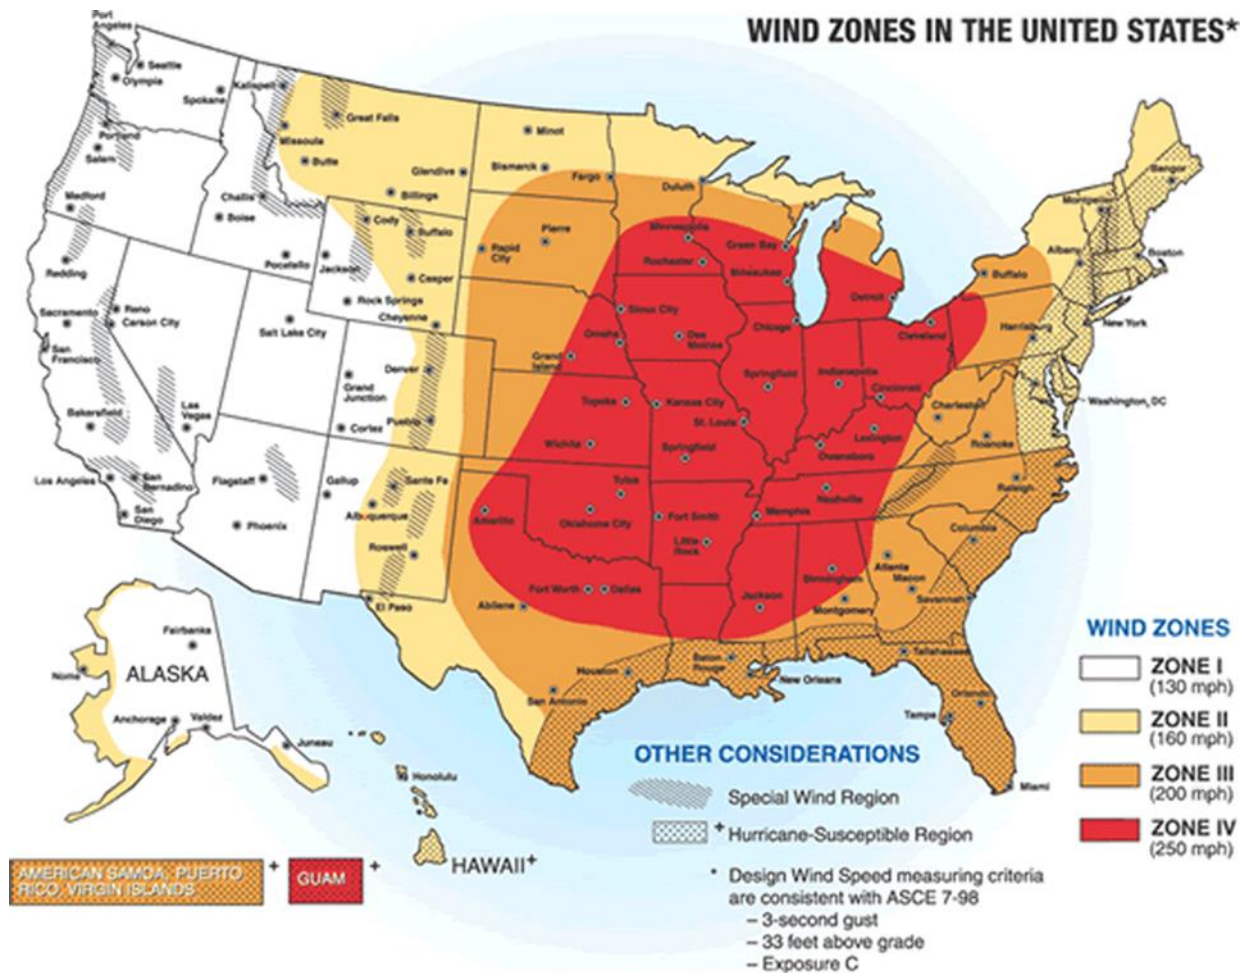 WIND ZONES IN THE UNITED STATES*
Port
Angeles
Seattle
Olympia
Spokane
Kalispell
Great Falls
Missoula
Butte
Glendive
Billings
Minot
Bismarck
Fargo
Duluth
Portland
Salem
Medford
Challis
Boise
Pocatello
Jackson
Cody
Buffalo
Casper
Rock Springs
Cheyenne
Rapid
City
Pierre
Minneapolis
Rochester
Green Bay
Milwaukee
Detroit
Buffalo
Albany
Montpelier
Bangor
Boston
New York
Harrisburg
Washington, DC
Redding
Sacramento
San
Francisco
Reno
Carson City
Salt Lake City
Bakersfield
Las
Vegas
Los Angeles
San
Bernadino
San
Diego
Grand
Junction
Cortez
Denver
Pueblo
Flagstaff
Phoenix
Gallup
Sante Fe
Albuquerque
Roswell
El Paso
Sioux City
Omaha
Des
Moines
Grand
Island
Chicago
Cleveland
Springfield
Indianapolis
Cincinnati
Topeka
Kansas City
St. Louis
Wichita
Springfield
Lexington
Owensboro
Charleston
Roanoke
Raleigh
Tulsa
Oklahoma City
Amarillo
Fort Smith
Little
Rock
Memphis
Nashville
Columbia
Atlanta
Macon
Savannah
Birmingham
Montgomery
Jackson
Fort Worth
Dallas
Abilene
Houston
San Antonio
Baton
Rouge
New Orleans
Tallahassee
Orlando
Tampa
Miami
Fairbanks
ALASKA
Nome
Anchorage
Valdez
Juneau
Honolulu
HAWAII+
AMERICAN SAMOA, PUERTO
RICO, VIRGIN ISLANDS
+
GUAM
+
OTHER CONSIDERATIONS
Special Wind Region
+ Hurricane-Susceptible Region
* Design Wind Speed measuring criteria
are consistent with ASCE 7-98
– 3-second gust
– 33 feet above grade
– Exposure C
WIND ZONES
ZONE I
(130 mph)
ZONE II
(160 mph)
ZONE III
(200 mph)
ZONE IV
(250 mph)